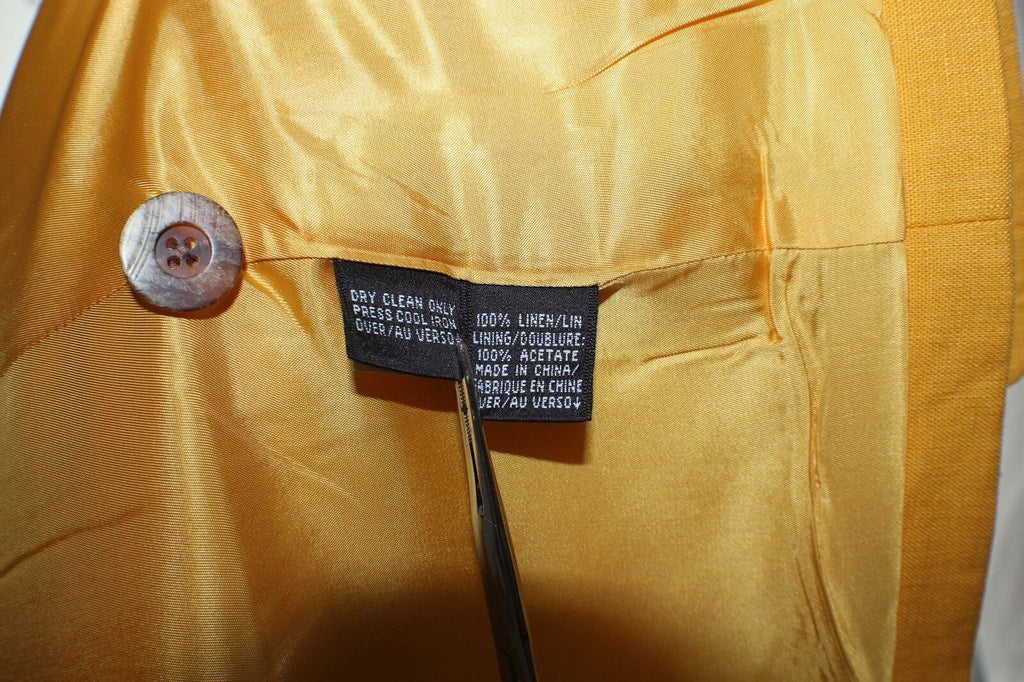 DRY CLEAN ONLY
PRESS COOL IRON
OVER/AU VERSO
100% LINEN/LIN
LINING/DOUBLURE:
100% ACETATE
MADE IN CHINA/
FABRIQUE EN CHINE
OVER/AU VERSO↓